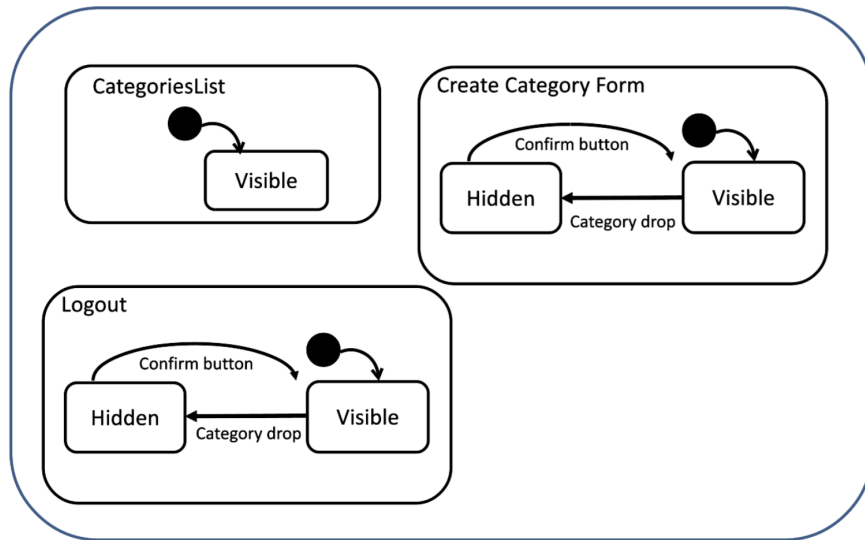 CategoriesList
Visible
Create Category Form
Confirm button
Hidden
Visible
Category drop
Logout
Confirm button
Hidden
Visible
Category drop